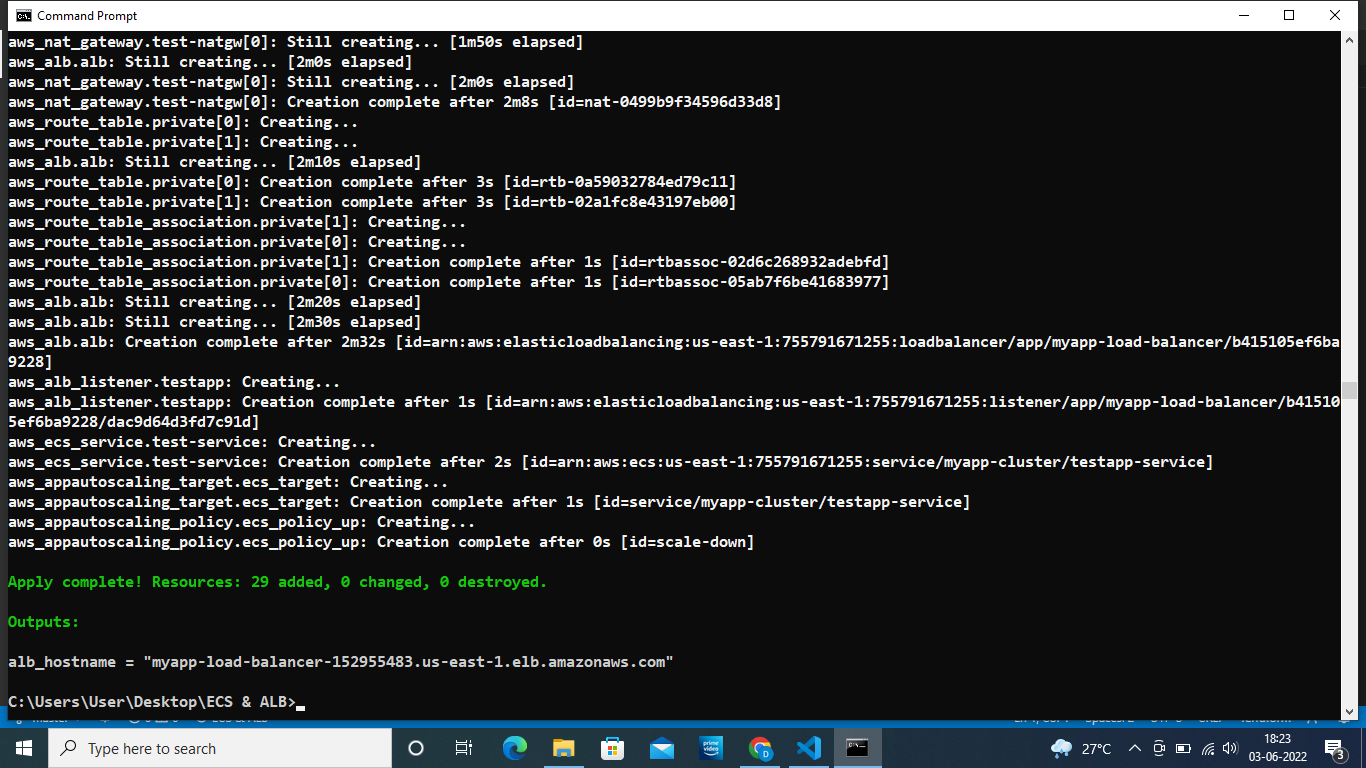 Command Prompt
aws_nat_gateway.test-natgw[0]: Still creating... [1m50s elapsed]
aws_alb.alb: Still creating... [2m0s elapsed]
aws_nat_gateway.test-natgw[0]: Still creating... [2m0s elapsed]
aws_nat_gateway.test-natgw[0]: Creation complete after 2m8s [id=nat-0499b9f34596d33d8]
aws_route_table.private[0]: Creating...
aws_route_table.private[1]: Creating...
aws_alb.alb: Still creating... [2m10s elapsed]
aws_route_table.private[0]: Creation complete after 3s [id=rtb-0a59032784ed79c11]
aws_route_table.private[1]: Creation complete after 3s [id=rtb-02a1fc8e43197eb00]
aws_route_table_association.private[1]: Creating...
aws_route_table_association.private[0]: Creating...
aws_route_table_association.private[1]: Creation complete after 1s [id=rtbassoc-02d6c268932adebfd]
aws_route_table_association.private[0]: Creation complete after 1s [id=rtbassoc-05ab7f6be41683977]
aws_alb.alb: Still creating... [2m20s elapsed]
aws_alb.alb: Still creating... [2m30s elapsed]
aws_alb.alb: Creation complete after 2m32s [id=arn:aws:elasticloadbalancing:us-east-1:755791671255:loadbalancer/app/myapp-load-balancer/b415105ef6ba
9228]
aws_alb_listener.testapp: Creating...
aws_alb_listener.testapp: Creation complete after 1s [id=arn:aws:elasticloadbalancing:us-east-1:755791671255:listener/app/myapp-load-balancer/b41510
5ef6ba9228/dac9d64d3fd7c91d]
aws_ecs_service.test-service: Creating...
aws_ecs_service.test-service: Creation complete after 2s [id=arn:aws:ecs:us-east-1:755791671255:service/myapp-cluster/testapp-service]
aws_appautoscaling_target.ecs_target: Creating...
aws_appautoscaling_target.ecs_target: Creation complete after 1s [id=service/myapp-cluster/testapp-service]
aws_appautoscaling_policy.ecs_policy_up: Creating...
aws_appautoscaling_policy.ecs_policy_up: Creation complete after 0s [id=scale-down]
Apply complete! Resources: 29 added, 0 changed, 0 destroyed.
Outputs:
alb_hostname = "myapp-load-balancer-152955483.us-east-1.elb.amazonaws.com"
C:\Users\User\Desktop\ECS & ALB>
Type here to search
prime video
D
27°C
18:23
03-06-2022
3